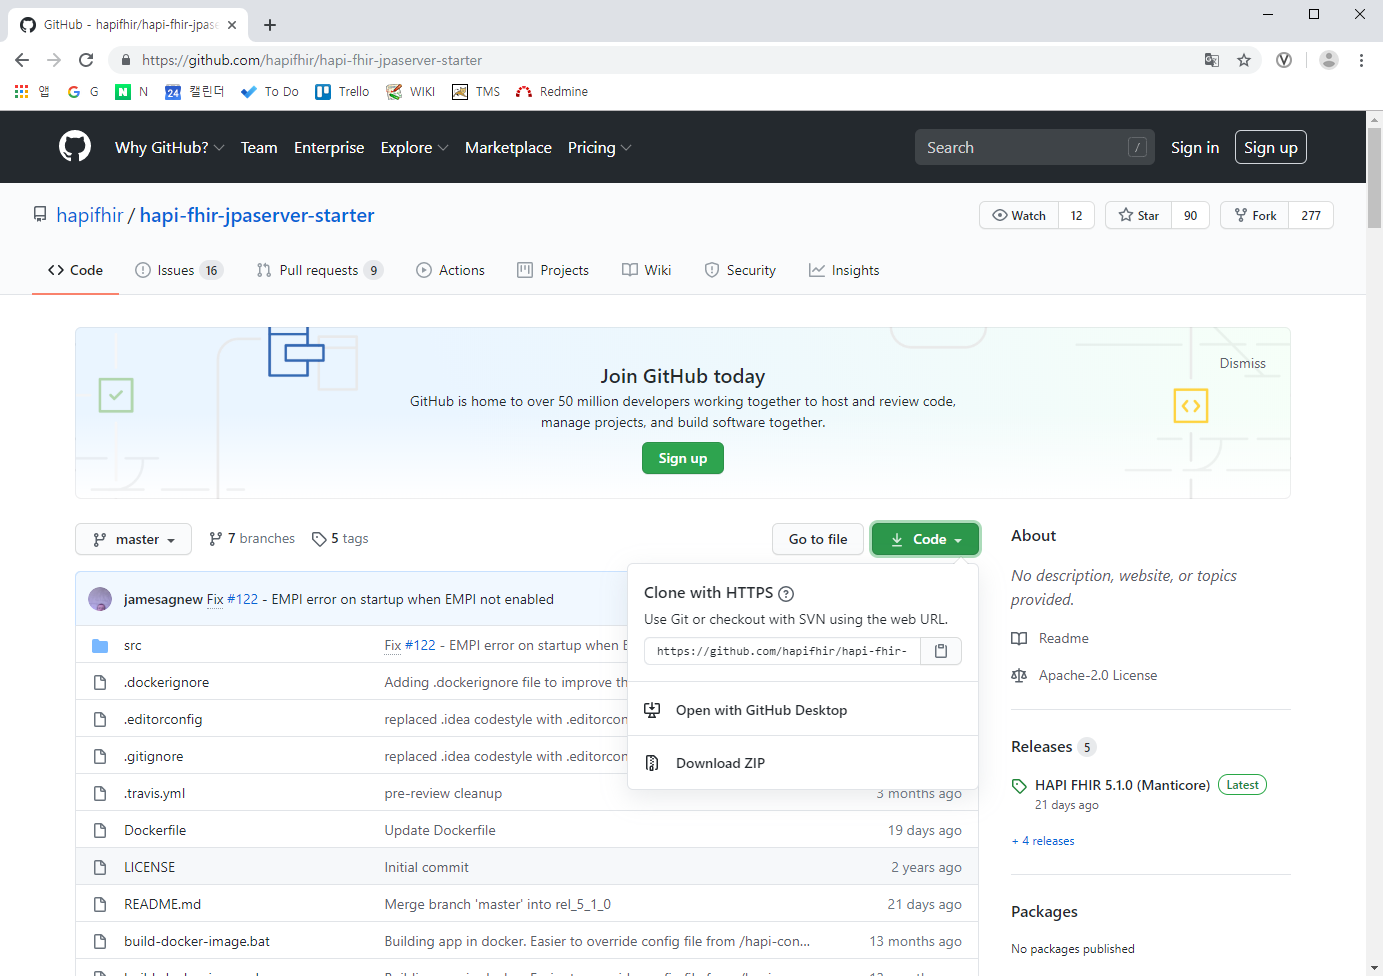 GitHub - hapifhir/hapi-fhir-jpase
https://github.com/hapifhir/hapi-fhir-jpaserver-starter
앱 G N 24 캘린더 To Do Trello WIKI TMS Redmine
Why GitHub? Team Enterprise Explore Marketplace Pricing Search / Sign in Sign up
hapifhir / hapi-fhir-jpaserver-starter Watch 12 Star 90 Fork 277
Code Issues 16 Pull requests 9 Actions Projects Wiki Security Insights
Dismiss
Join GitHub today
GitHub is home to over 50 million developers working together to host and review code,
manage projects, and build software together.
Sign up
master 7 branches 5 tags Go to file Code
jamesagnew Fix #122 - EMPI error on startup when EMPI not enabled
src Fix #122 - EMPI error on startup when E
.dockerignore Adding .dockerignore file to improve th
.editorconfig replaced .idea codestyle with .editorcon
.gitignore replaced .idea codestyle with .editorcon
.travis.yml pre-review cleanup 3 months ago
Dockerfile Update Dockerfile 19 days ago
LICENSE Initial commit 2 years ago
README.md Merge branch 'master' into rel_5_1_0 21 days ago
build-docker-image.bat Building app in docker. Easier to override config file from /hapi-con... 13 months ago
Clone with HTTPS ?
Use Git or checkout with SVN using the web URL.
https://github.com/hapifhir/hapi-fhir-
Open with GitHub Desktop
Download ZIP
About
No description, website, or topics
provided.
Readme
Apache-2.0 License
Releases 5
HAPI FHIR 5.1.0 (Manticore) Latest
21 days ago
+ 4 releases
Packages
No packages published